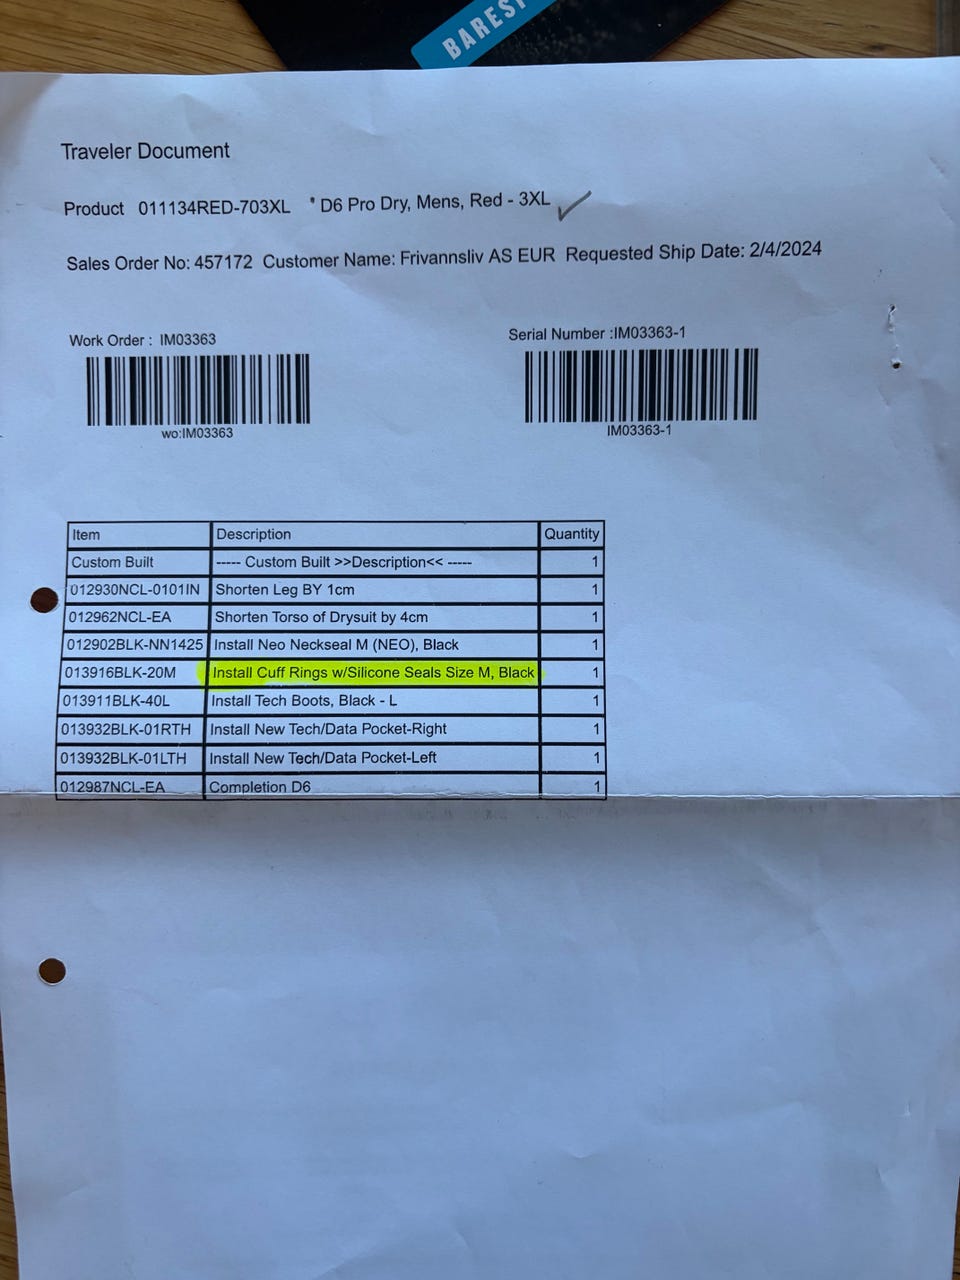 BARES
Traveler Document
Product 011134RED-703XL * D6 Pro Dry, Mens, Red - 3XL ✓
Sales Order No: 457172 Customer Name: Frivannsliv AS EUR Requested Ship Date: 2/4/2024
Work Order : IM03363 Serial Number :IM03363-1
wo:IM03363 IM03363-1
Item Description Quantity
Custom Built ----- Custom Built >>Description<< ----- 1
012930NCL-0101IN Shorten Leg BY 1cm 1
012962NCL-EA Shorten Torso of Drysuit by 4cm 1
012902BLK-NN1425 Install Neo Neckseal M (NEO), Black 1
013916BLK-20M Install Cuff Rings w/Silicone Seals Size M, Black 1
013911BLK-40L Install Tech Boots, Black - L 1
013932BLK-01RTH Install New Tech/Data Pocket-Right 1
013932BLK-01LTH Install New Tech/Data Pocket-Left 1
012987NCL-EA Completion D6 1